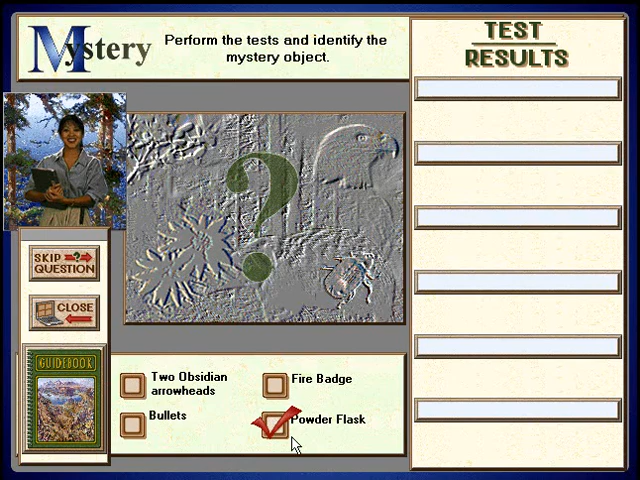 Mystery
Perform the tests and identify the
mystery object.
TEST
RESULTS
?
SKIP
QUESTION
CLOSE
GUIDEBOOK
Two Obsidian
arrowheads
Fire Badge
Bullets
Powder Flask